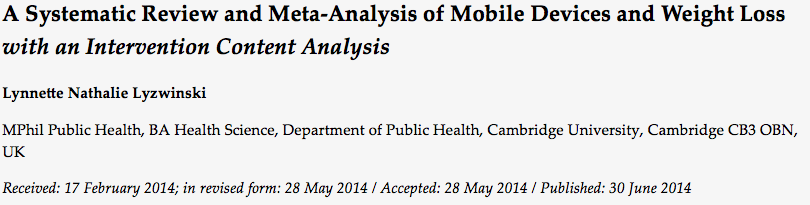 A Systematic Review and Meta-Analysis of Mobile Devices and Weight Loss
with an Intervention Content Analysis
Lynnette Nathalie Lyzwinski
MPhil Public Health, BA Health Science, Department of Public Health, Cambridge University, Cambridge CB3 OBN,
UK
Received: 17 February 2014; in revised form: 28 May 2014 / Accepted: 28 May 2014 / Published: 30 June 2014